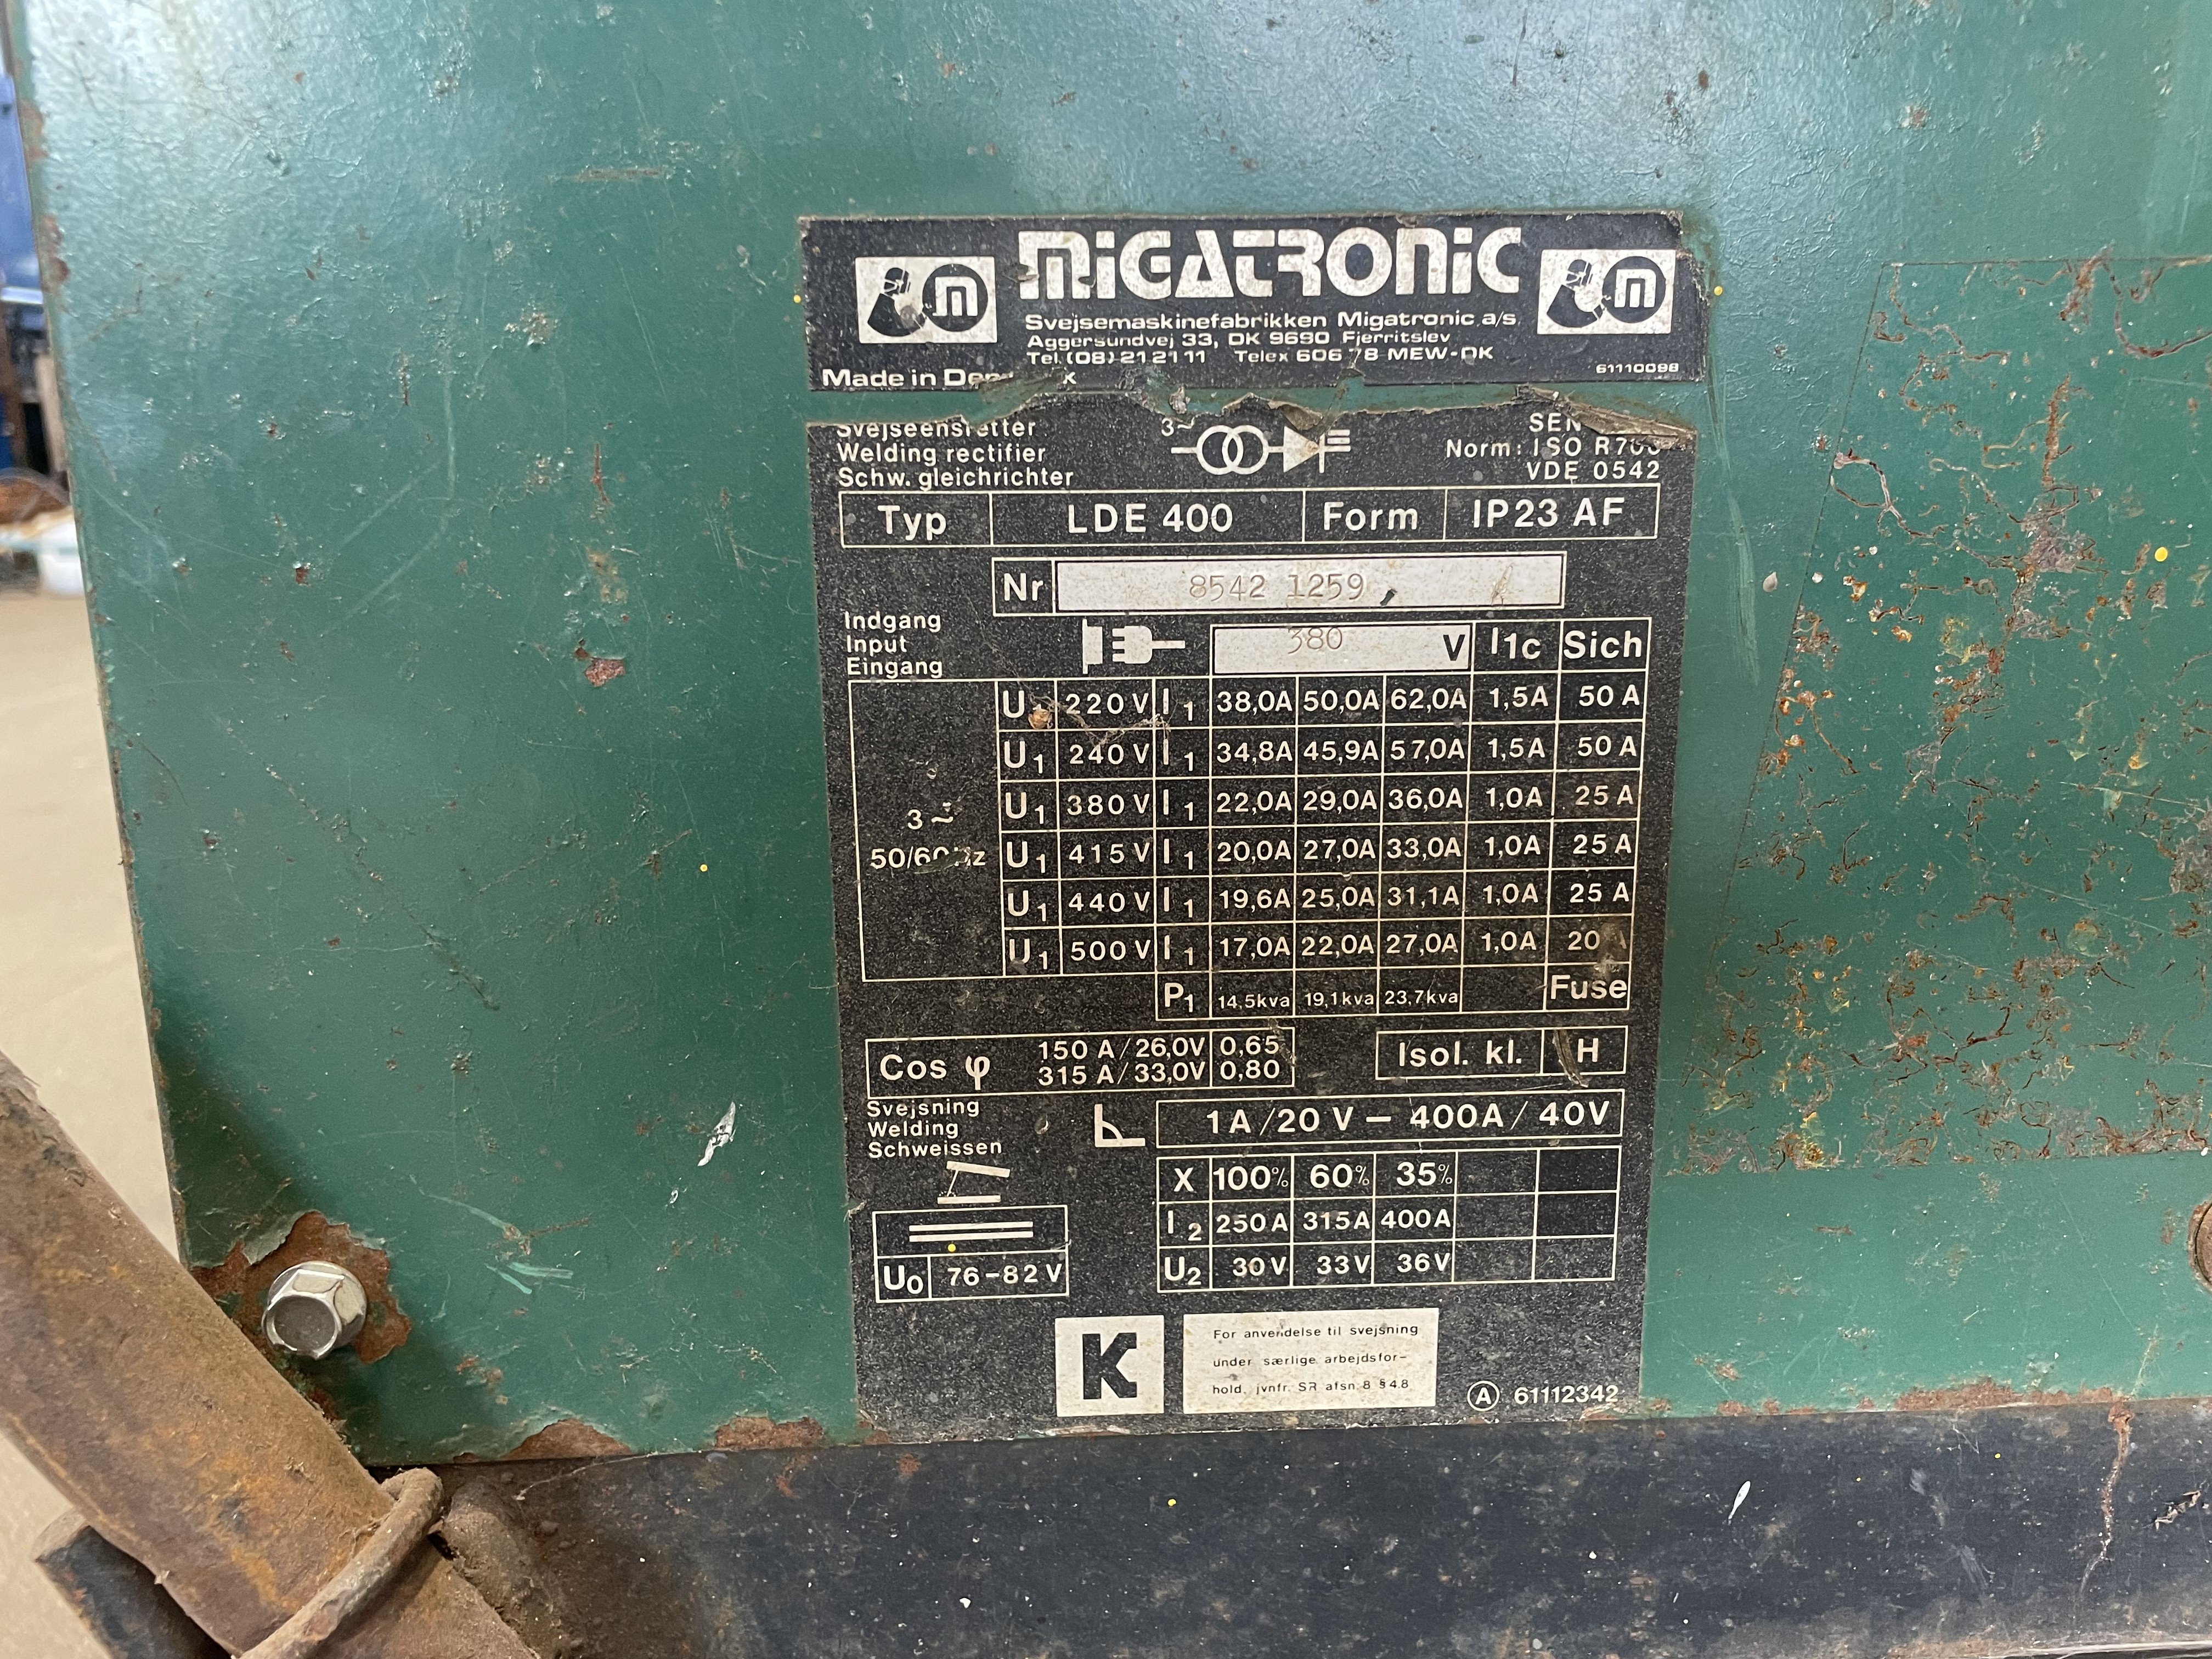 MIGATRONIC
Svejsemaskinefabrikken Migatronic a/s
Aggersundvej 33, DK 9690 Fjerritslev
Tel. (08) 21 21 11 Telex 606 78 MEW-DK
Made in
61110098
Svejseensretter
Welding rectifier
Schw. gleichrichter
3~
SEN
Norm: ISO R700
VDE 0542
Typ LDE 400 Form IP23 AF
Nr 8542 1259
Indgang
Input
Eingang
380 V I1c Sich
3~
50/60Hz
U1 220 V I1 38,0A 50,0A 62,0A 1,5A 50 A
U1 240 V I1 34,8A 45,9A 57,0A 1,5A 50 A
U1 380 V I1 22,0A 29,0A 36,0A 1,0A 25 A
U1 415 V I1 20,0A 27,0A 33,0A 1,0A 25 A
U1 440 V I1 19,6A 25,0A 31,1A 1,0A 25 A
U1 500 V I1 17,0A 22,0A 27,0A 1,0A 20 A
P1 14,5kva 19,1kva 23,7kva Fuse
Cos φ 150 A/26,0V 0,65
315 A/33,0V 0,80
Isol. kl. H
Svejsning
Welding
Schweissen
1A/20 V – 400A/40V
X 100% 60% 35%
I2 250A 315A 400A
U2 30V 33V 36V
U0 76-82 V
K
For anvendelse til svejsning
under særlige arbejdsfor-
hold, jvnfr. SR afsn. 8 § 4.8
A 61112342